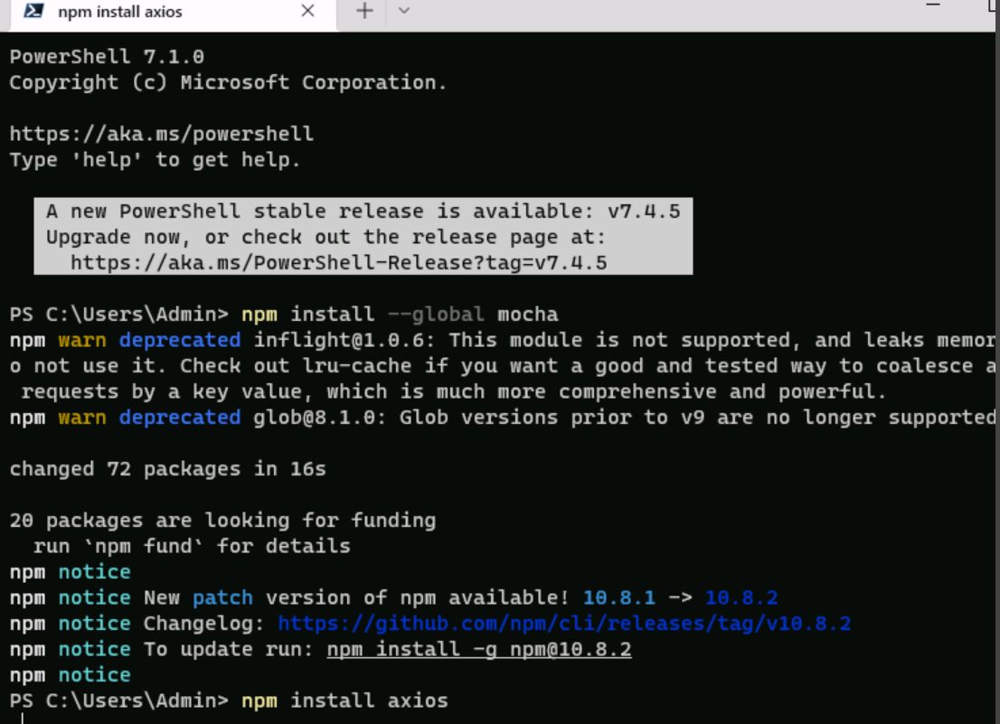 npm install axios
PowerShell 7.1.0
Copyright (c) Microsoft Corporation.
https://aka.ms/powershell
Type 'help' to get help.
A new PowerShell stable release is available: v7.4.5
Upgrade now, or check out the release page at:
https://aka.ms/PowerShell-Release?tag=v7.4.5
PS C:\Users\Admin> npm install --global mocha
npm warn deprecated inflight@1.0.6: This module is not supported, and leaks memor
o not use it. Check out lru-cache if you want a good and tested way to coalesce a
requests by a key value, which is much more comprehensive and powerful.
npm warn deprecated glob@8.1.0: Glob versions prior to v9 are no longer supported
changed 72 packages in 16s
20 packages are looking for funding
run `npm fund` for details
npm notice
npm notice New patch version of npm available! 10.8.1 -> 10.8.2
npm notice Changelog: https://github.com/npm/cli/releases/tag/v10.8.2
npm notice To update run: npm install -g npm@10.8.2
npm notice
PS C:\Users\Admin> npm install axios